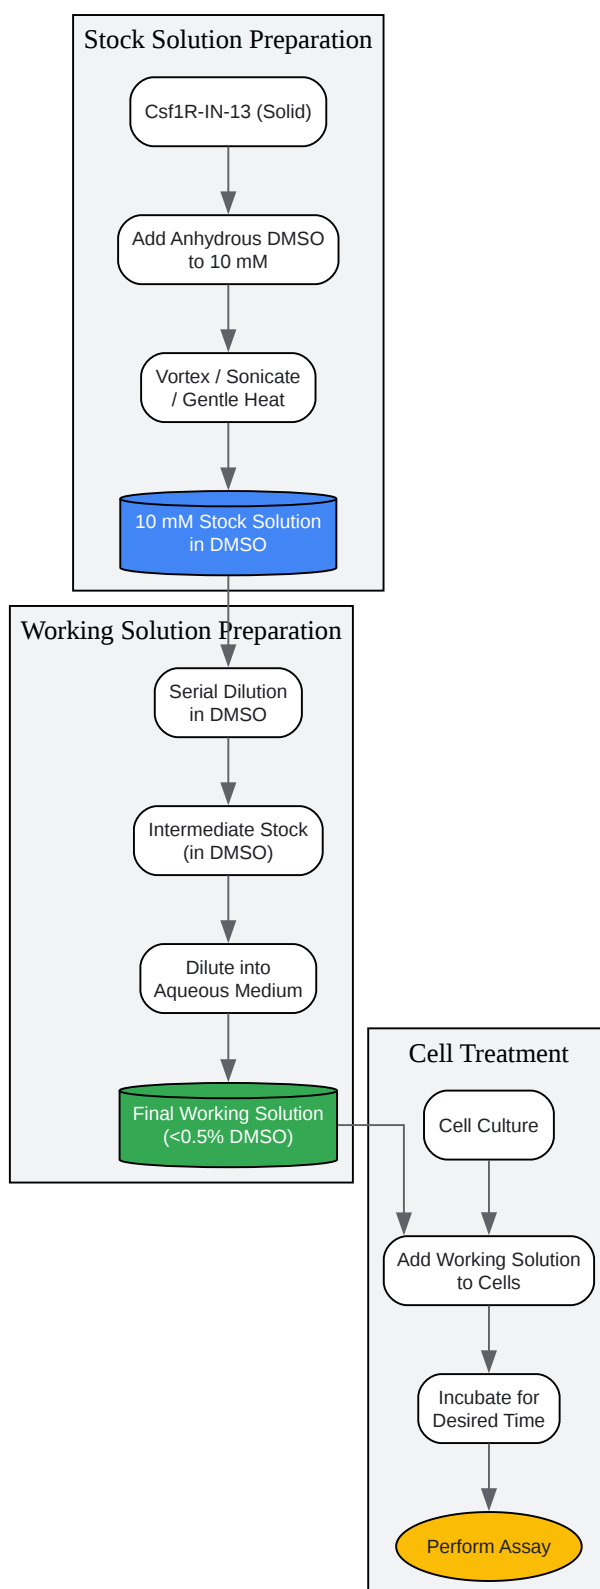 Stock Solution Preparation
Csf1R-IN-13 (Solid)
Add Anhydrous DMSO
to 10 mM
Vortex / Sonicate
/ Gentle Heat
10 mM Stock Solution
in DMSO
Working Solution Preparation
Serial Dilution
in DMSO
Intermediate Stock
(in DMSO)
Dilute into
Aqueous Medium
Final Working Solution
(<0.5% DMSO)
Cell Treatment
Cell Culture
Add Working Solution
to Cells
Incubate for
Desired Time
Perform Assay